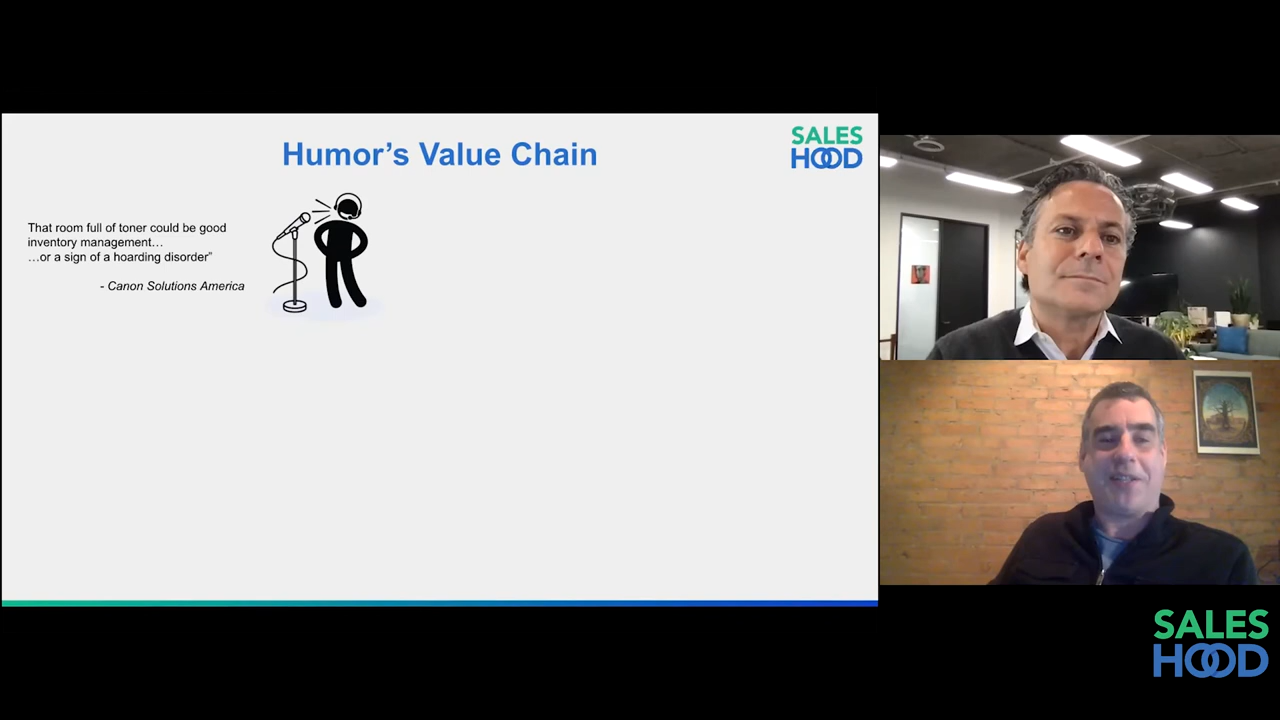 Humor’s Value Chain
SALES
HOOD
That room full of toner could be good
inventory management…
…or a sign of a hoarding disorder”
- Canon Solutions America
SALES
HOOD